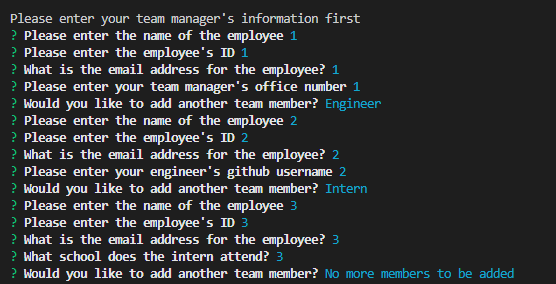 Please enter your team manager's information first
? Please enter the name of the employee 1
? Please enter the employee's ID 1
? What is the email address for the employee? 1
? Please enter your team manager's office number 1
? Would you like to add another team member? Engineer
? Please enter the name of the employee 2
? Please enter the employee's ID 2
? What is the email address for the employee? 2
? Please enter your engineer's github username 2
? Would you like to add another team member? Intern
? Please enter the name of the employee 3
? Please enter the employee's ID 3
? What is the email address for the employee? 3
? What school does the intern attend? 3
? Would you like to add another team member? No more members to be added